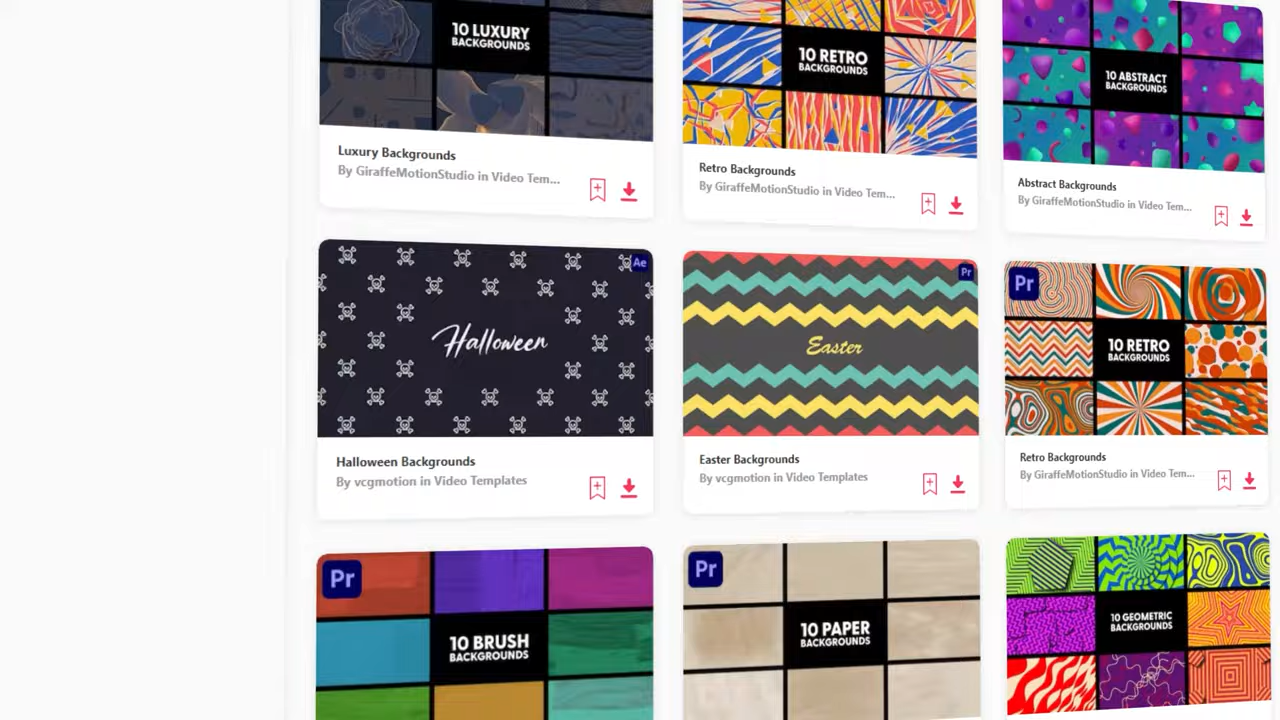 10 LUXURY
BACKGROUNDS
Luxury Backgrounds
By GiraffeMotionStudio in Video Tem...
10 RETRO
BACKGROUNDS
Retro Backgrounds
By GiraffeMotionStudio in Video Tem...
10 ABSTRACT
BACKGROUNDS
Abstract Backgrounds
By GiraffeMotionStudio in Video Tem...
Ae
Halloween
Halloween Backgrounds
By vcgmotion in Video Templates
Pr
Easter
Easter Backgrounds
By vcgmotion in Video Templates
Pr
10 RETRO
BACKGROUNDS
Retro Backgrounds
By GiraffeMotionStudio in Video Tem...
Pr
10 BRUSH
BACKGROUNDS
Pr
10 PAPER
BACKGROUNDS
10 GEOMETRIC
BACKGROUNDS